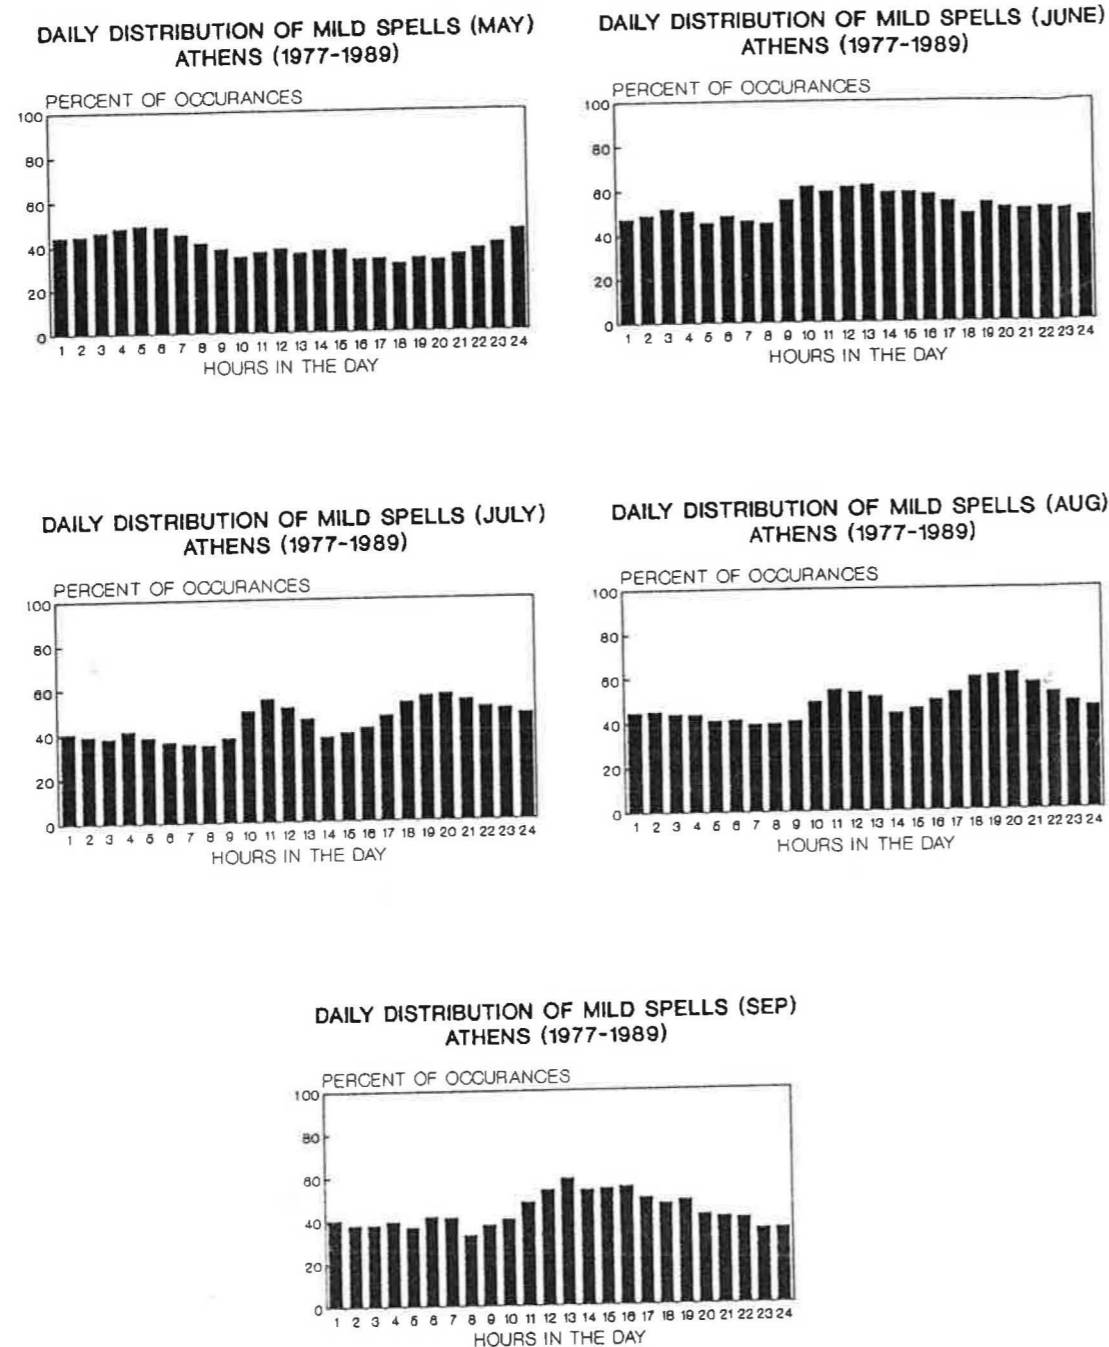 DAILY DISTRIBUTION OF MILD SPELLS (MAY)
ATHENS (1977-1989)
PERCENT OF OCCURANCES
100
80
60
40
20
0
1 2 3 4 5 6 7 8 9 10 11 12 13 14 15 16 17 18 19 20 21 22 23 24
HOURS IN THE DAY
DAILY DISTRIBUTION OF MILD SPELLS (JUNE)
ATHENS (1977-1989)
PERCENT OF OCCURANCES
100
80
60
40
20
0
1 2 3 4 5 6 7 8 9 10 11 12 13 14 15 16 17 18 19 20 21 22 23 24
HOURS IN THE DAY
DAILY DISTRIBUTION OF MILD SPELLS (JULY)
ATHENS (1977-1989)
PERCENT OF OCCURANCES
100
80
60
40
20
0
1 2 3 4 5 6 7 8 9 10 11 12 13 14 15 16 17 18 19 20 21 22 23 24
HOURS IN THE DAY
DAILY DISTRIBUTION OF MILD SPELLS (AUG)
ATHENS (1977-1989)
PERCENT OF OCCURANCES
100
80
60
40
20
0
1 2 3 4 5 6 7 8 9 10 11 12 13 14 15 16 17 18 19 20 21 22 23 24
HOURS IN THE DAY
DAILY DISTRIBUTION OF MILD SPELLS (SEP)
ATHENS (1977-1989)
PERCENT OF OCCURANCES
100
80
60
40
20
0
1 2 3 4 5 6 7 8 9 10 11 12 13 14 15 16 17 18 19 20 21 22 23 24
HOURS IN THE DAY